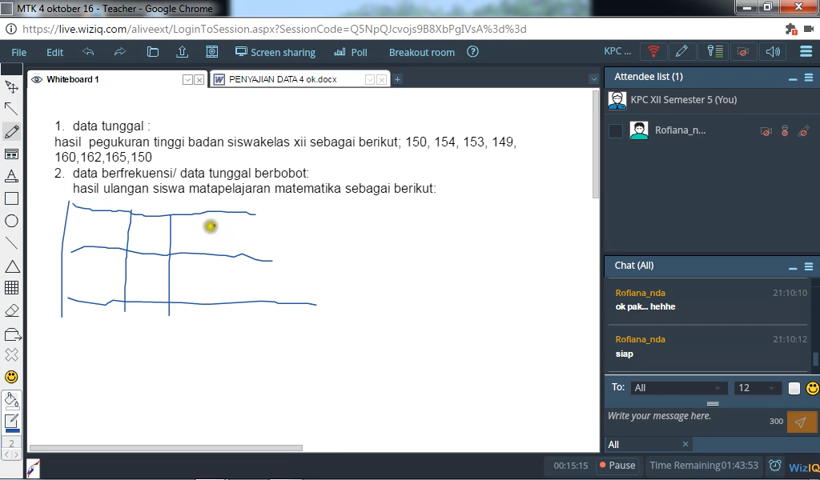 MTK 4 oktober 16 - Teacher - Google Chrome
https://live.wiziq.com/aliveext/LoginToSession.aspx?SessionCode=Q5NpQJcvojs9B8XbPgIVsA%3d%3d
File Edit Screen sharing Poll Breakout room KPC ...
Whiteboard 1 PENYAJIAN DATA 4 ok.docx
1. data tunggal :
hasil pegukuran tinggi badan siswakelas xii sebagai berikut; 150, 154, 153, 149,
160,162,165,150
2. data berfrekuensi/ data tunggal berbobot:
hasil ulangan siswa matapelajaran matematika sebagai berikut:
A
2
Attendee list (1)
KPC XII Semester 5 (You)
Rofiana_n...
Chat (All)
Rofiana_nda 21:10:10
ok pak... hehhe
Rofiana_nda 21:10:12
siap
To: All 12
Write your message here. 300
All
00:15:15 Pause Time Remaining 01:43:53 WizIQ